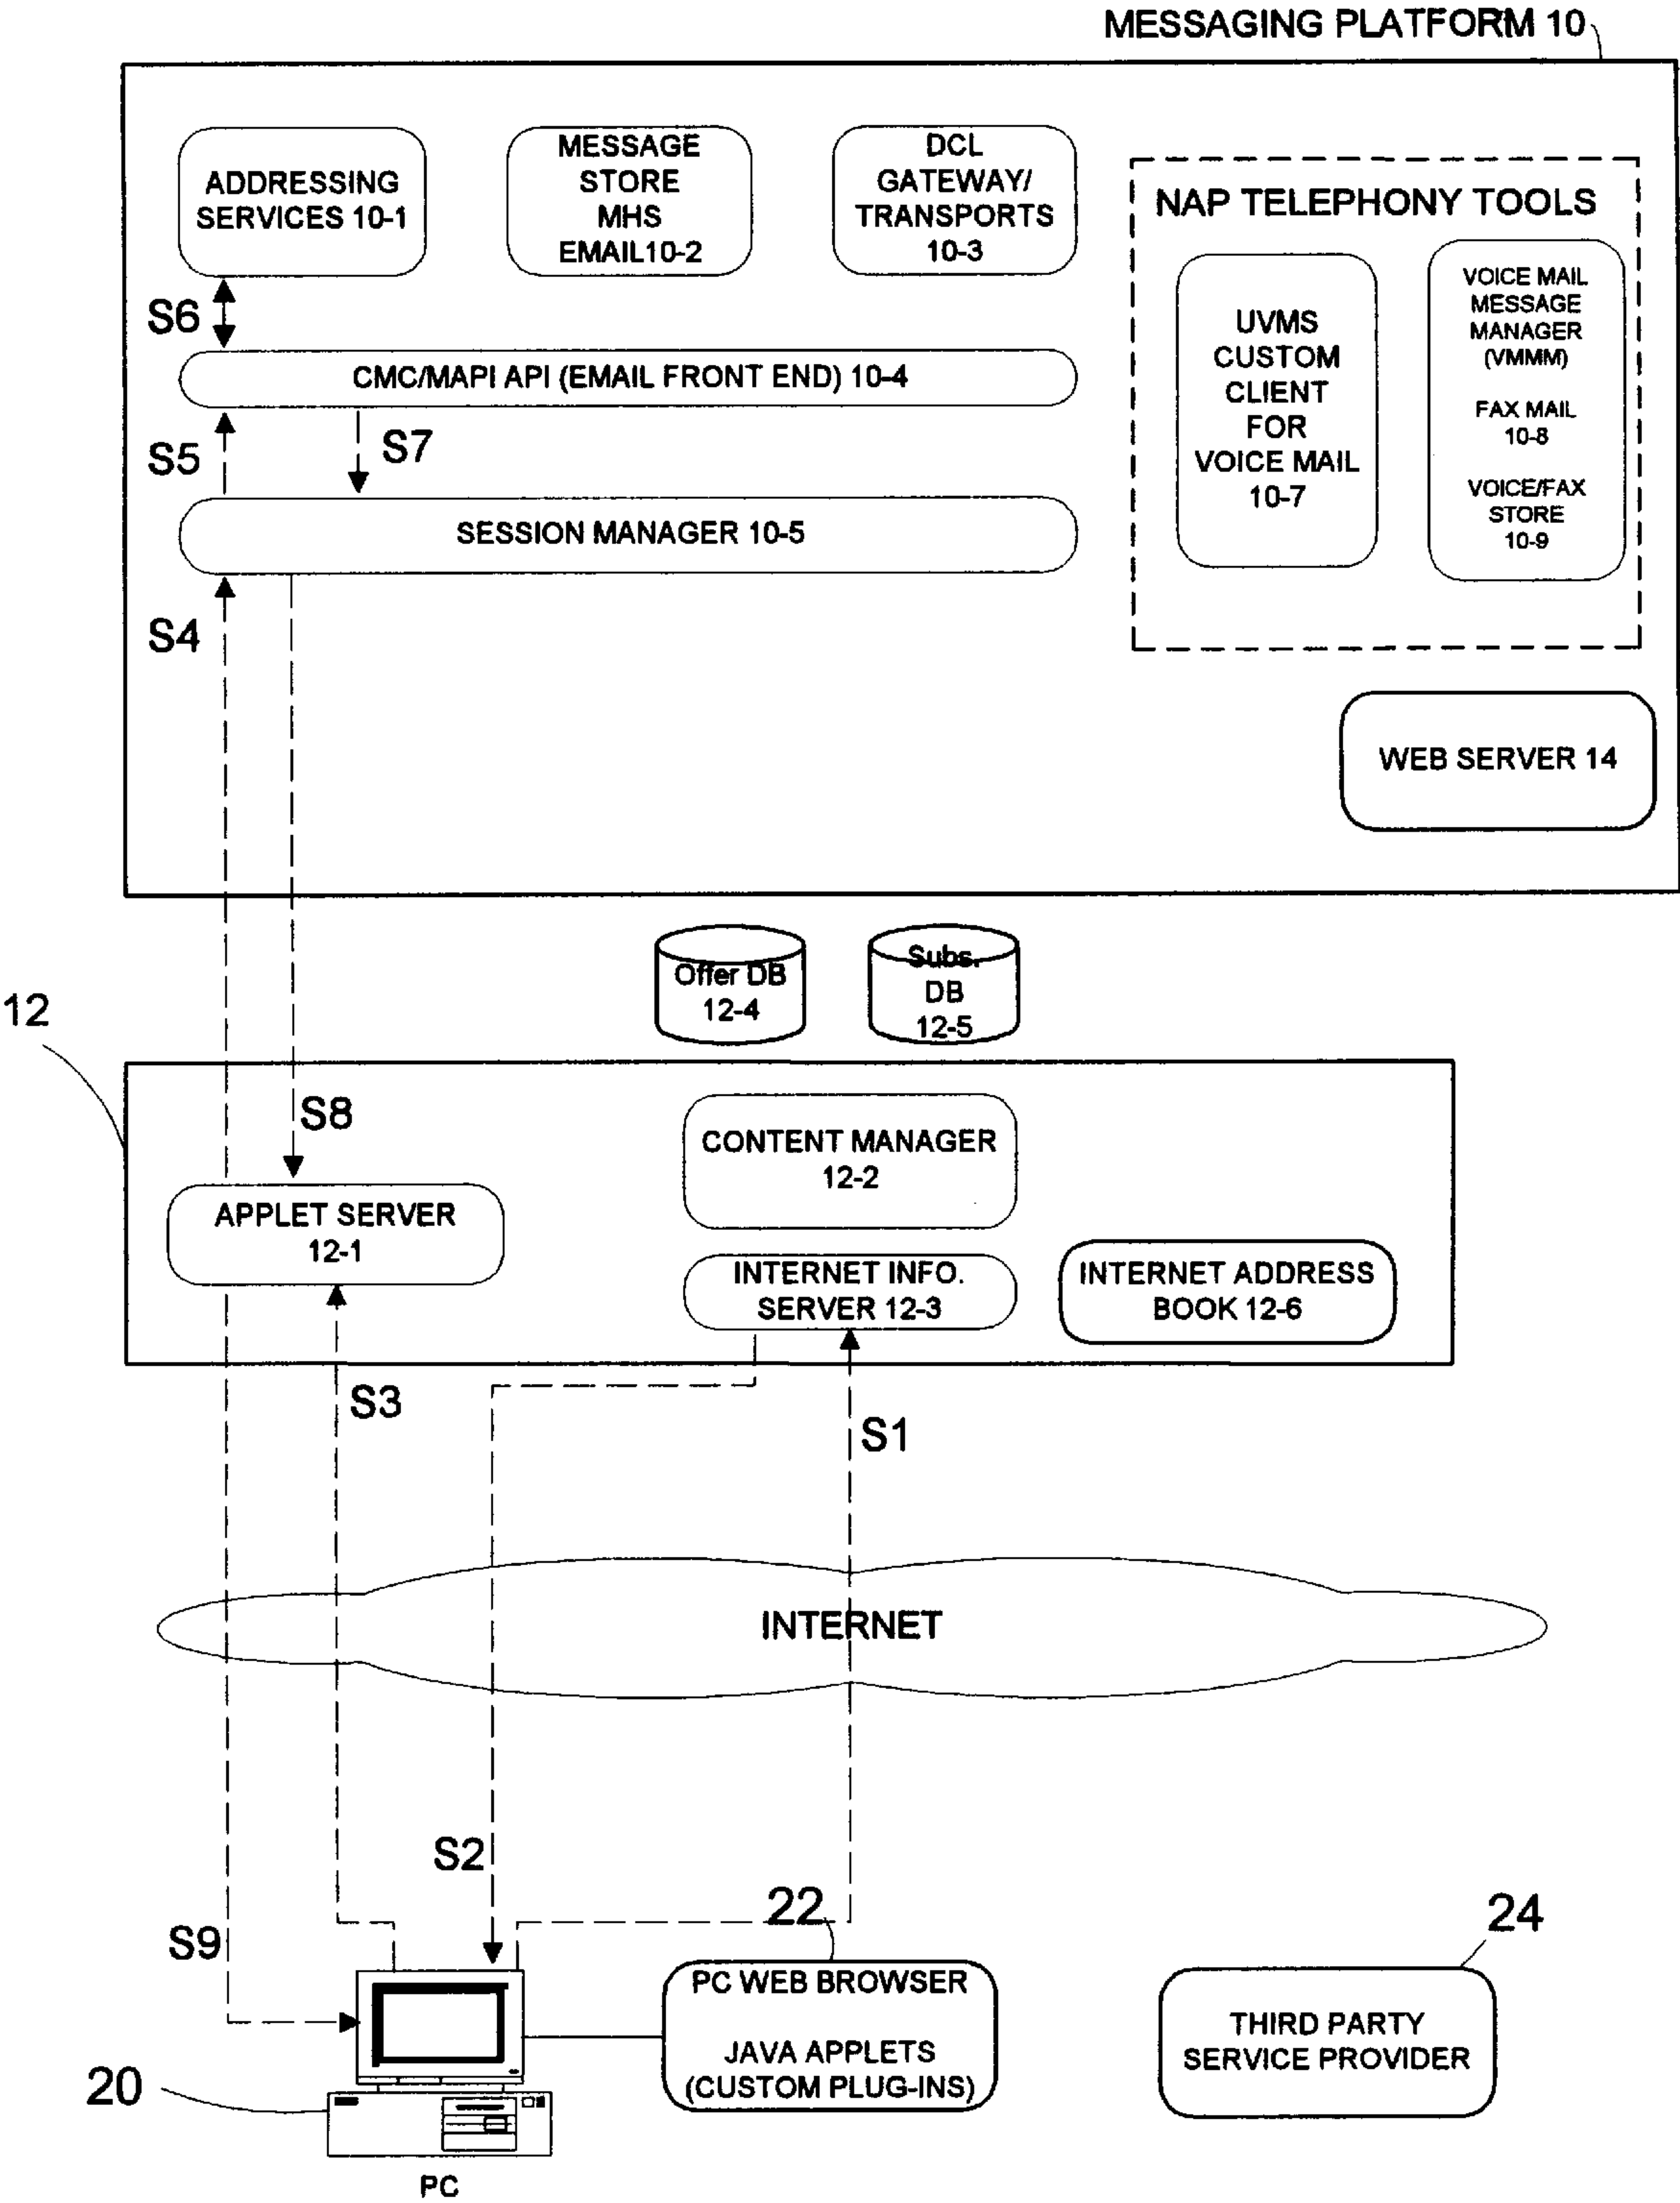 MESSAGING PLATFORM 10
ADDRESSING
SERVICES 10-1
MESSAGE
STORE
MHS
EMAIL10-2
DCL
GATEWAY/
TRANSPORTS
10-3
NAP TELEPHONY TOOLS
UVMS
CUSTOM
CLIENT
FOR
VOICE MAIL
10-7
VOICE MAIL
MESSAGE
MANAGER
(VMMM)
FAX MAIL
10-8
VOICE/FAX
STORE
10-9
S6
CMC/MAPI API (EMAIL FRONT END) 10-4
S5
S7
SESSION MANAGER 10-5
S4
WEB SERVER 14
Offer DB
12-4
Subs.
DB
12-5
12
S8
CONTENT MANAGER
12-2
APPLET SERVER
12-1
INTERNET INFO.
SERVER 12-3
INTERNET ADDRESS
BOOK 12-6
S3
S1
INTERNET
S2
22
24
S9
PC WEB BROWSER
JAVA APPLETS
(CUSTOM PLUG-INS)
THIRD PARTY
SERVICE PROVIDER
20
PC